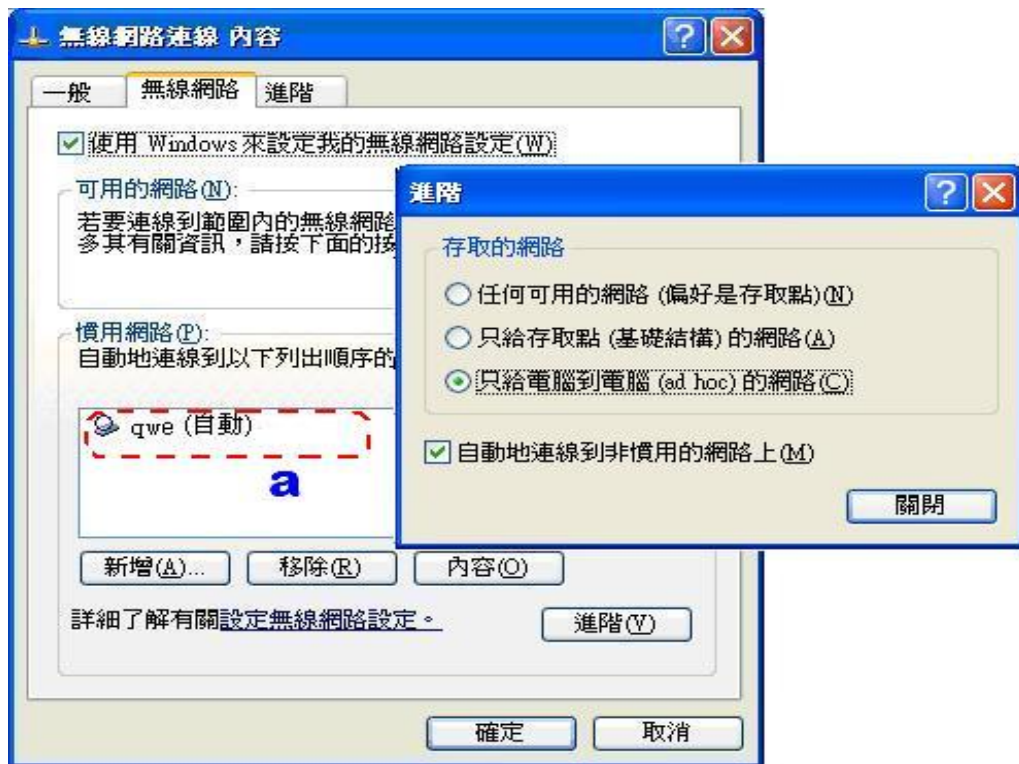 無線網路連線 內容
一般
無線網路
進階
使用 Windows 來設定我的無線網路設定(W)
可用的網路(N):
若要連線到範圍內的無線網路
多其有關資訊，請按下面的按
慣用網路(P):
自動地連線到以下列出順序的
qwe (自動)
a
新增(A)...
移除(R)
內容(O)
詳細了解有關設定無線網路設定。
進階(V)
確定
取消
進階
存取的網路
任何可用的網路 (偏好是存取點)(N)
只給存取點 (基礎結構) 的網路(A)
只給電腦到電腦 (ad hoc) 的網路(C)
自動地連線到非慣用的網路上(M)
關閉